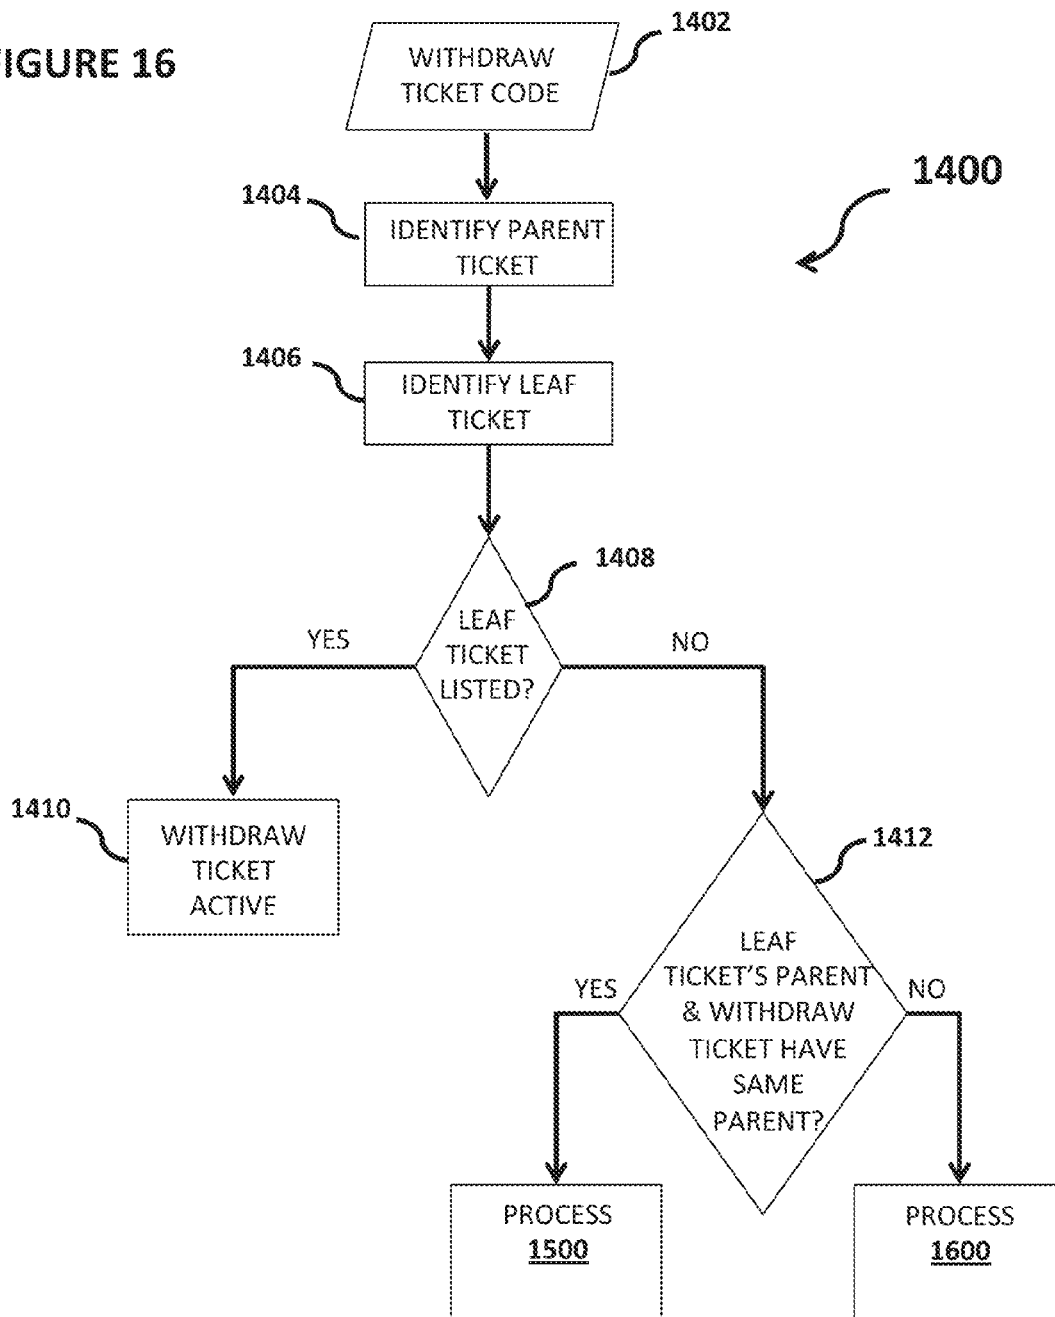 IGURE 16
1402
WITHDRAW
TICKET CODE
1400
1404
IDENTIFY PARENT
TICKET
1406
IDENTIFY LEAF
TICKET
1408
LEAF
TICKET
LISTED?
YES
NO
1410
WITHDRAW
TICKET
ACTIVE
1412
LEAF
TICKET'S PARENT
& WITHDRAW
TICKET HAVE
SAME
PARENT?
YES
NO
PROCESS
1500
PROCESS
1600